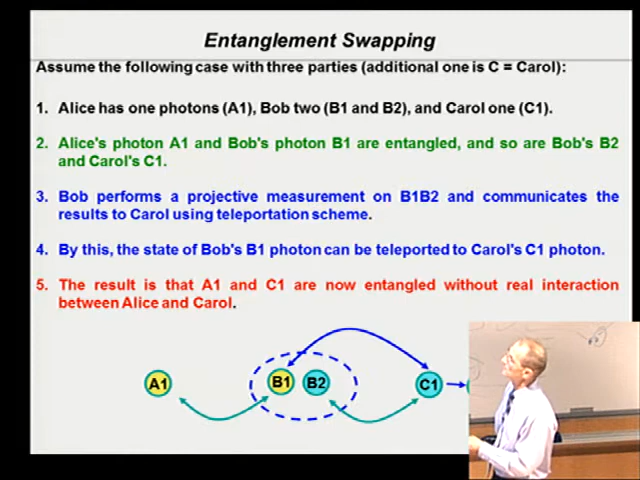 Entanglement Swapping
Assume the following case with three parties (additional one is C = Carol):
1. Alice has one photons (A1), Bob two (B1 and B2), and Carol one (C1).
2. Alice's photon A1 and Bob's photon B1 are entangled, and so are Bob's B2
and Carol's C1.
3. Bob performs a projective measurement on B1B2 and communicates the
results to Carol using teleportation scheme.
4. By this, the state of Bob's B1 photon can be teleported to Carol's C1 photon.
5. The result is that A1 and C1 are now entangled without real interaction
between Alice and Carol.
A1 B1 B2 C1